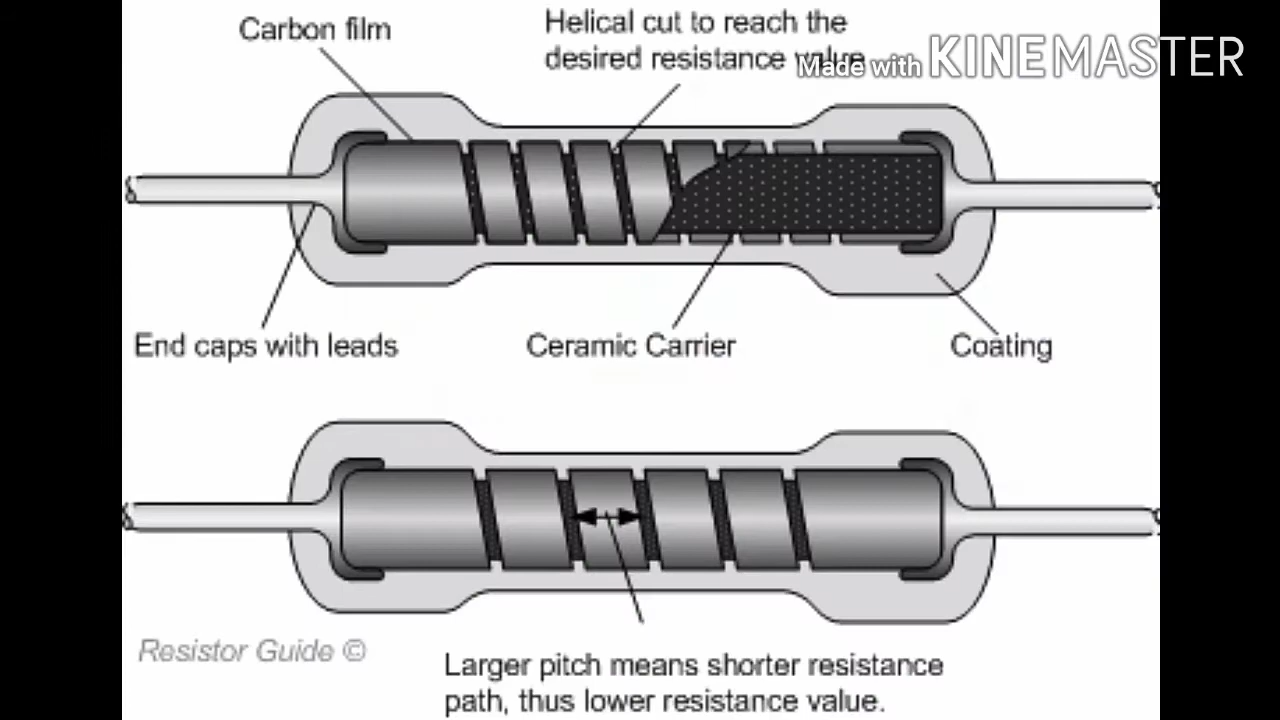 Carbon film
Helical cut to reach the
desired resistance value
Made with KINEMASTER
End caps with leads
Ceramic Carrier
Coating
Resistor Guide ©
Larger pitch means shorter resistance
path, thus lower resistance value.